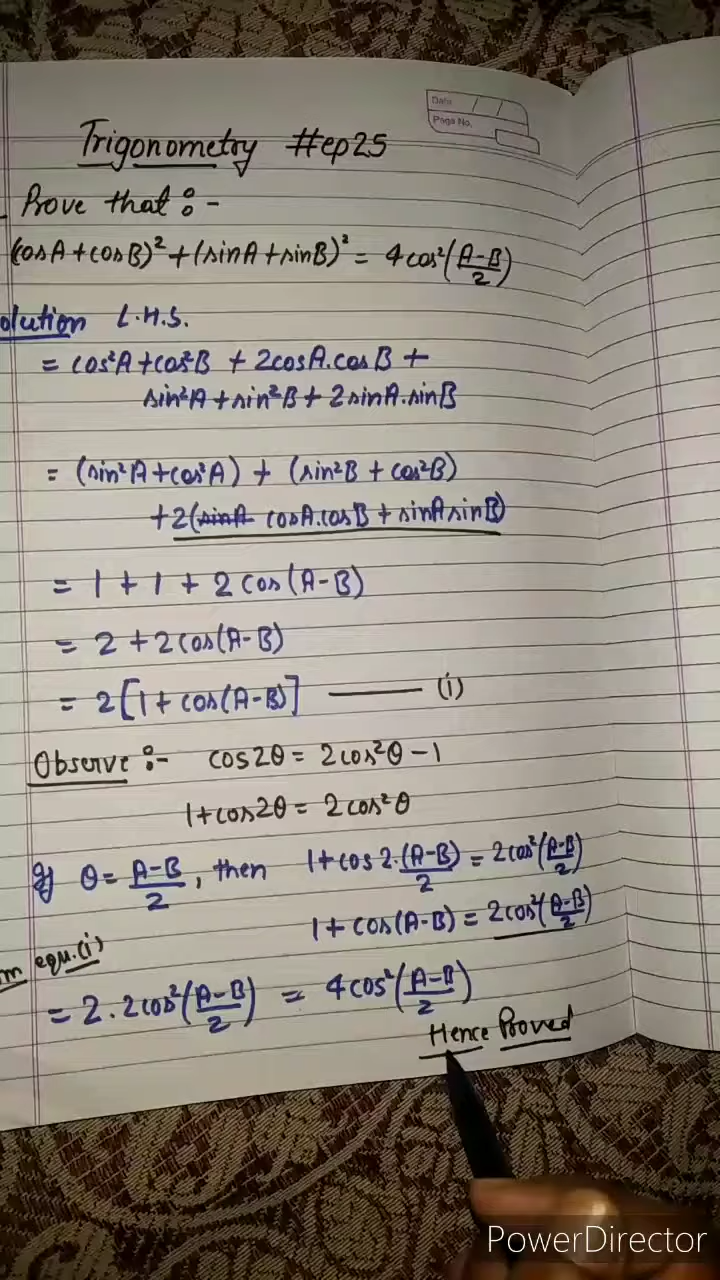 Date / /
Page No.
Trigonometry #ep25
Prove that :-
(cosA+cosB)² + (sinA+sinB)² = 4cos²((A-B)/2)
olution L.H.S.
= cos²A+cos²B + 2cosA.cosB +
sin²A+sin²B+ 2sinA.sinB
= (sin²A+cos²A) + (sin²B + cos²B)
+2(sinA cosA.cosB + sinAsinB)
= 1 + 1 + 2 cos(A-B)
= 2 + 2cos(A-B)
= 2[1+ cos(A-B)] —— (i)
Observe :- cos2θ = 2cos²θ - 1
1+cos2θ = 2cos²θ
If θ= (A-B)/2, then 1+cos 2.(A-B)/2 = 2cos²((A-B)/2)
1 + cos(A-B) = 2cos²((A-B)/2)
m equ.(i)
= 2.2cos²((A-B)/2) = 4cos²((A-B)/2)
Hence Proved
PowerDirector